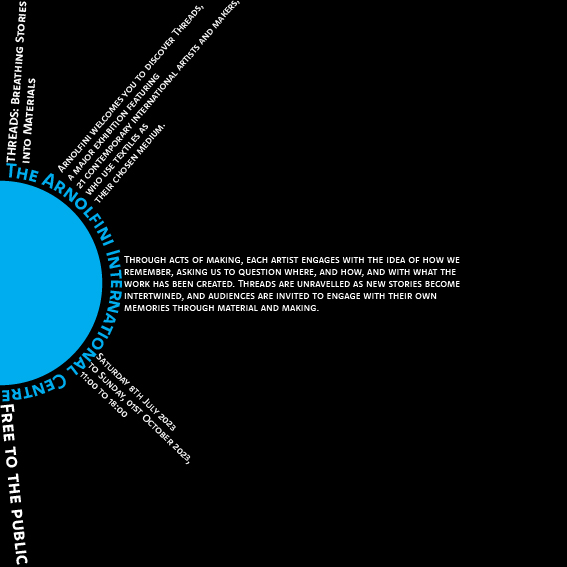 Threads: Breathing Stories
into Materials
Arnolfini welcomes you to discover Threads,
a major exhibition featuring
21 contemporary international artists and makers,
who use textiles as
their chosen medium.
The Arnolfini International Centre
Through acts of making, each artist engages with the idea of how we
remember, asking us to question where, and how, and with what the
work has been created. Threads are unravelled as new stories become
intertwined, and audiences are invited to engage with their own
memories through material and making.
Saturday 8th July 2023
to Sunday, 01st October 2023,
11:00 to 18:00
Free to the public